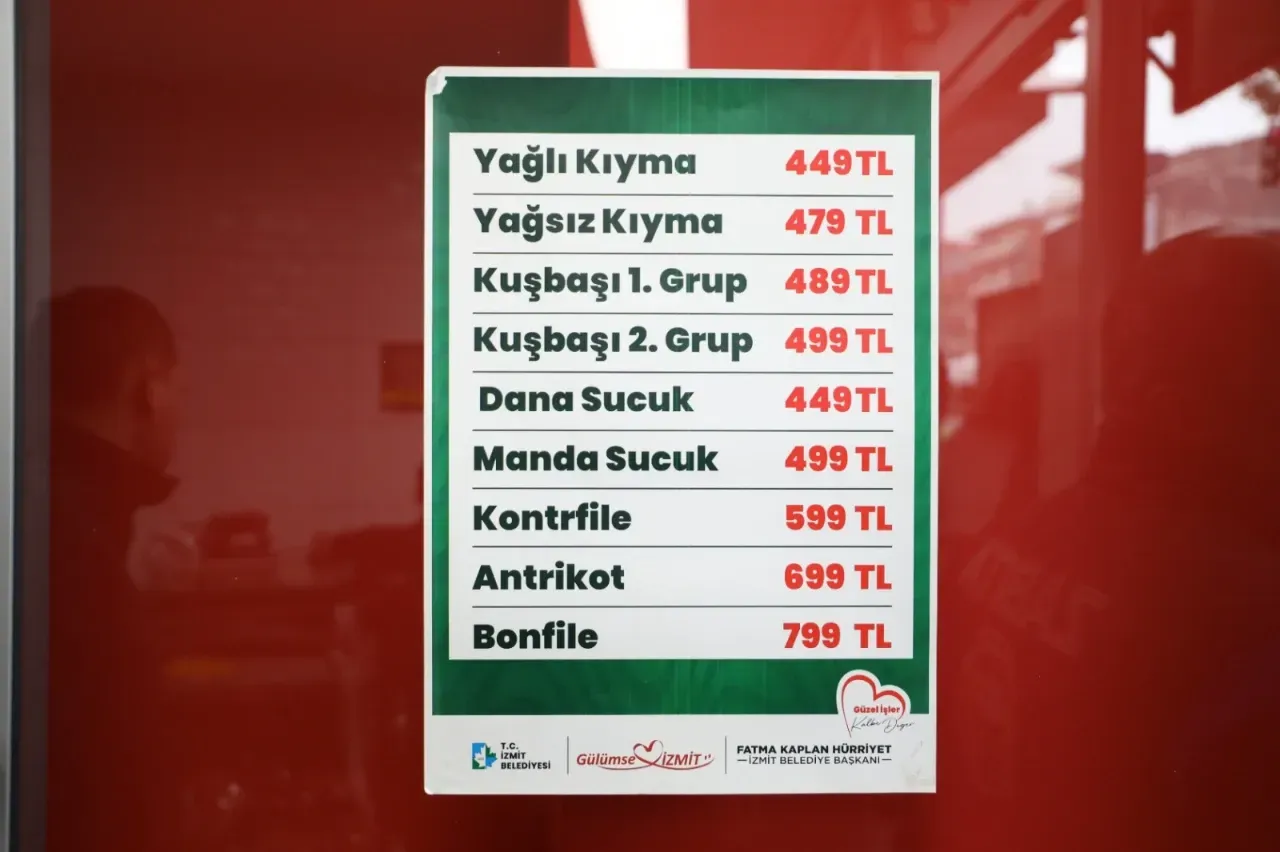 Yağlı Kıyma 449 TL
Yağsız Kıyma 479 TL
Kuşbaşı 1. Grup 489 TL
Kuşbaşı 2. Grup 499 TL
Dana Sucuk 449 TL
Manda Sucuk 499 TL
Kontrfile 599 TL
Antrikot 699 TL
Bonfile 799 TL
Güzel İşler
Kalbe Değer
T.C.
İZMİT
BELEDİYESİ
Gülümse İZMİT
FATMA KAPLAN HÜRRİYET
İZMİT BELEDİYE BAŞKANI